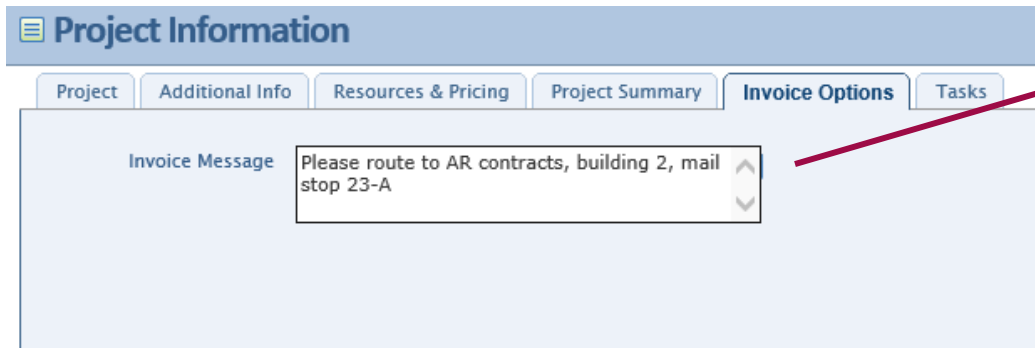 Project Information
Project Additional Info Resources & Pricing Project Summary Invoice Options Tasks
Invoice Message
Please route to AR contracts, building 2, mail
stop 23-A